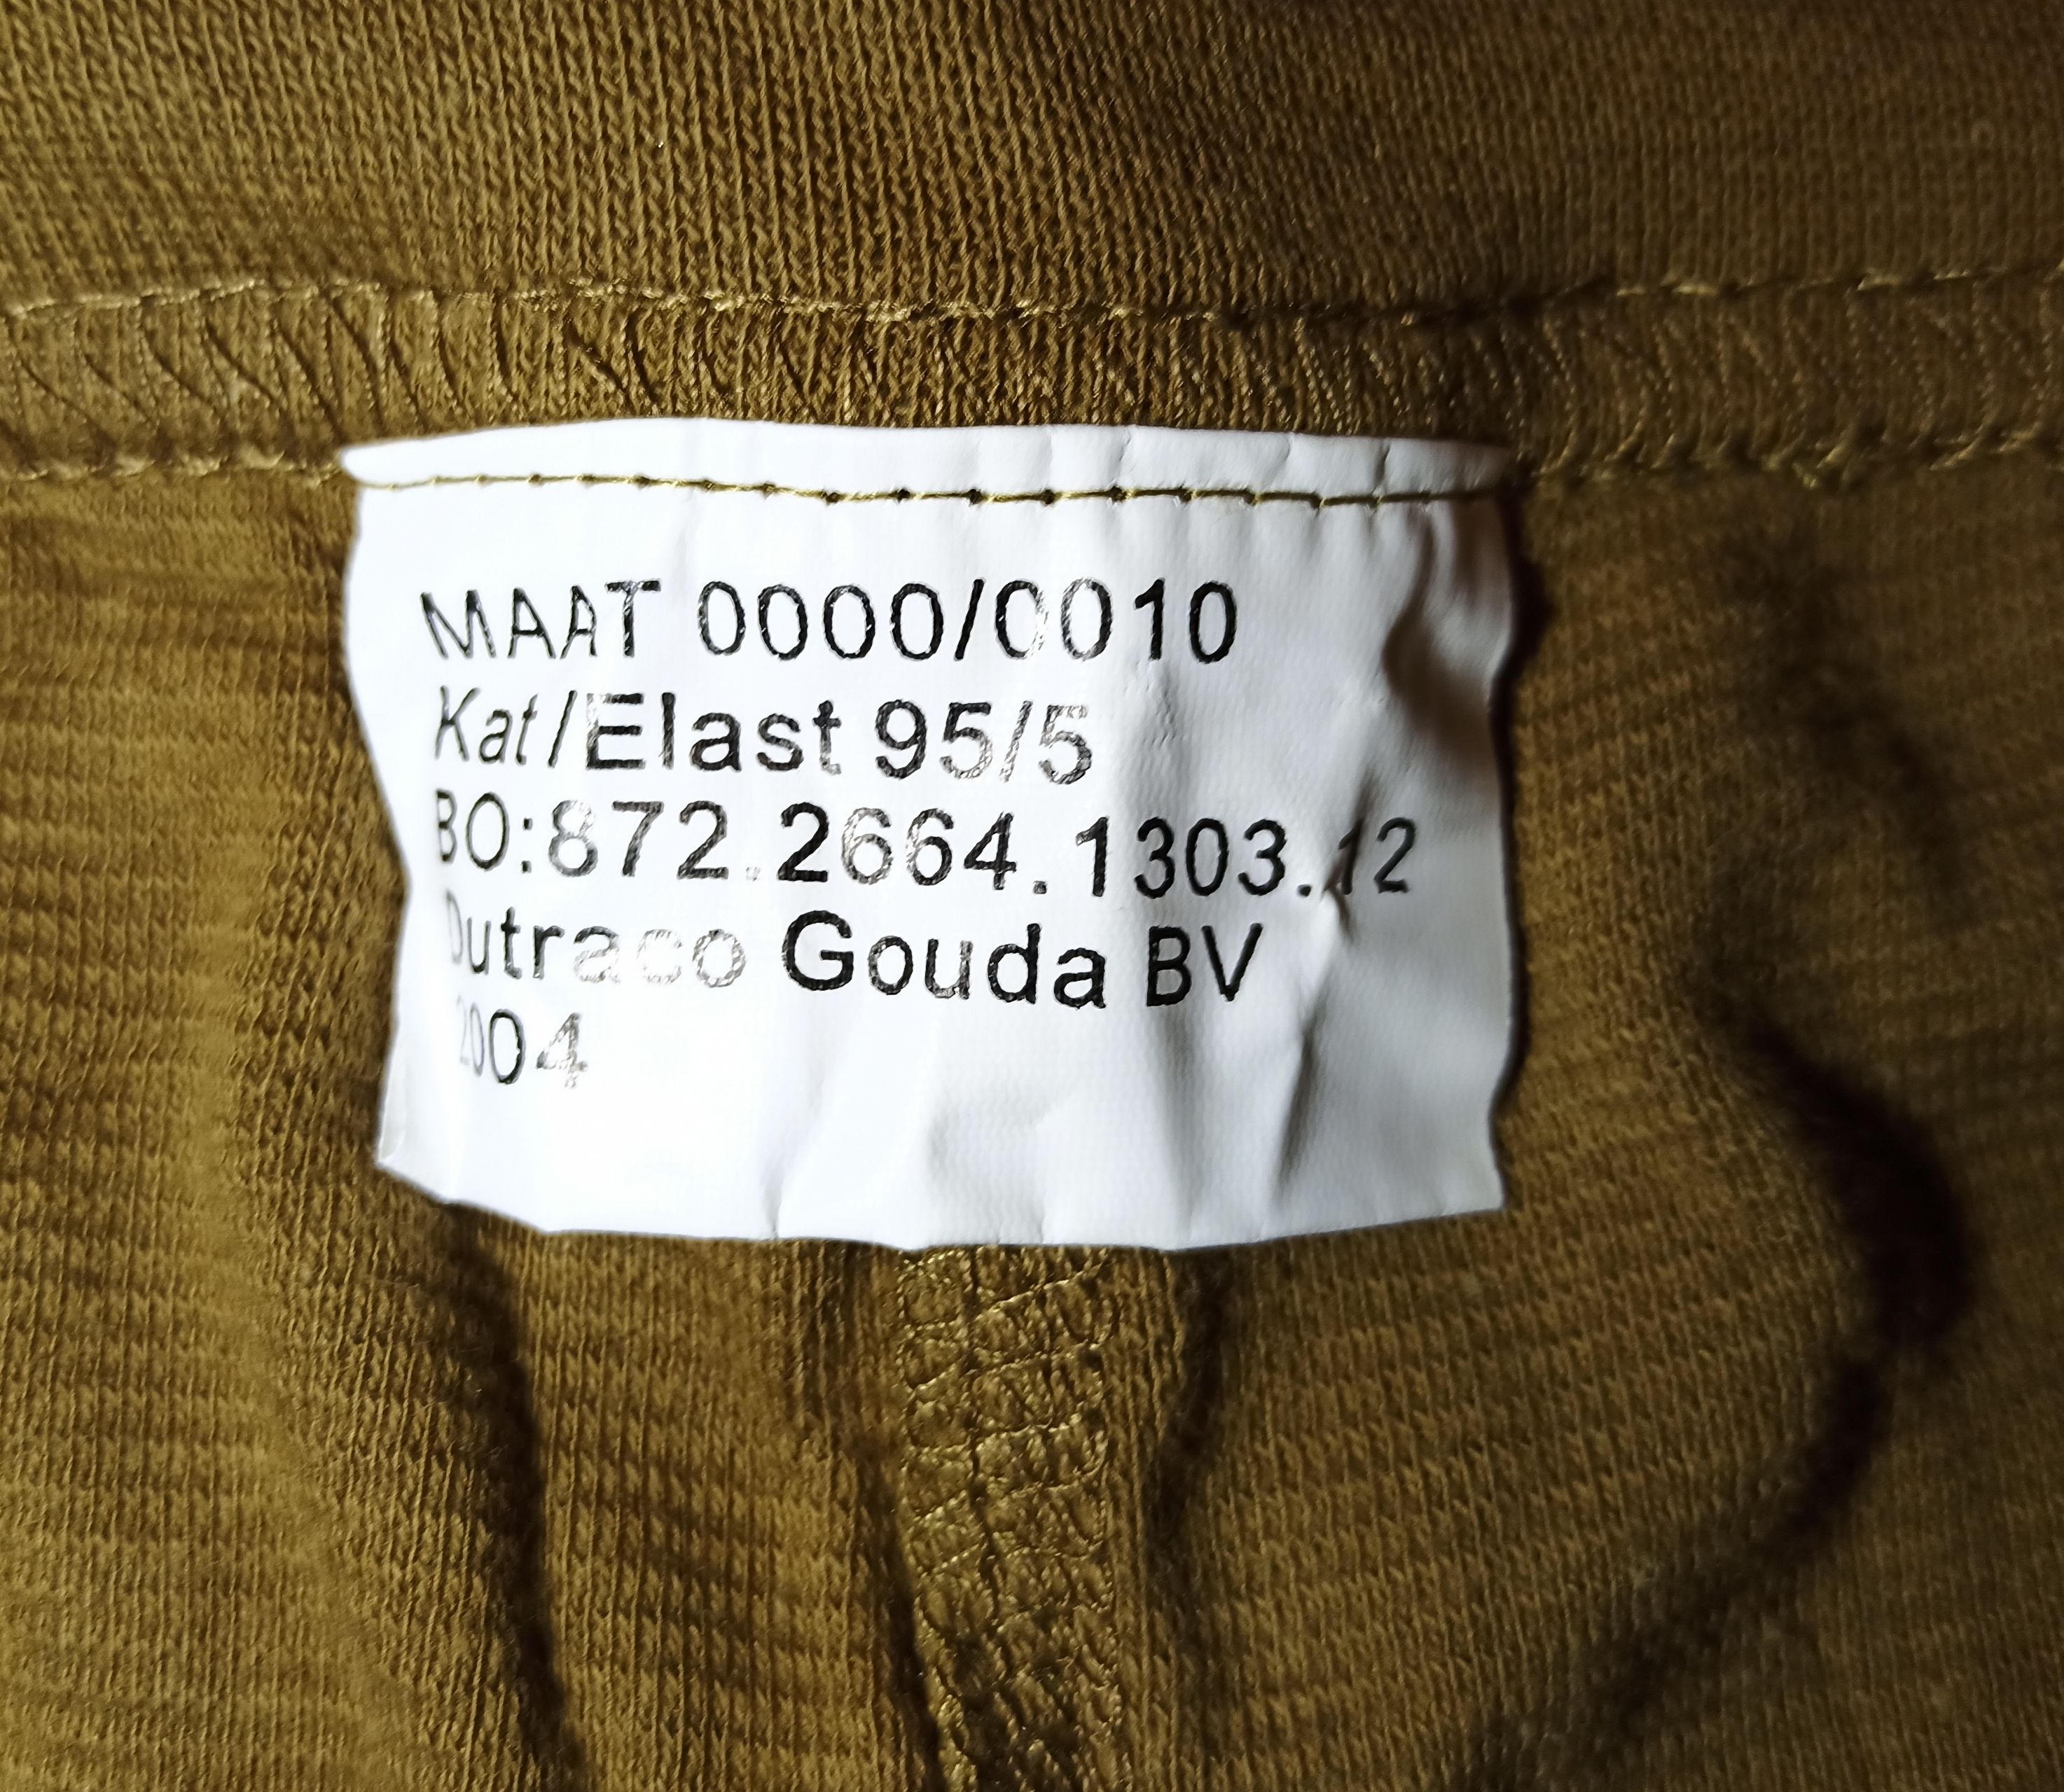 MAAT 0000/0010
Kat/Elast 95/5
BO:872.2664.1303.12
Dutraco Gouda BV
2004